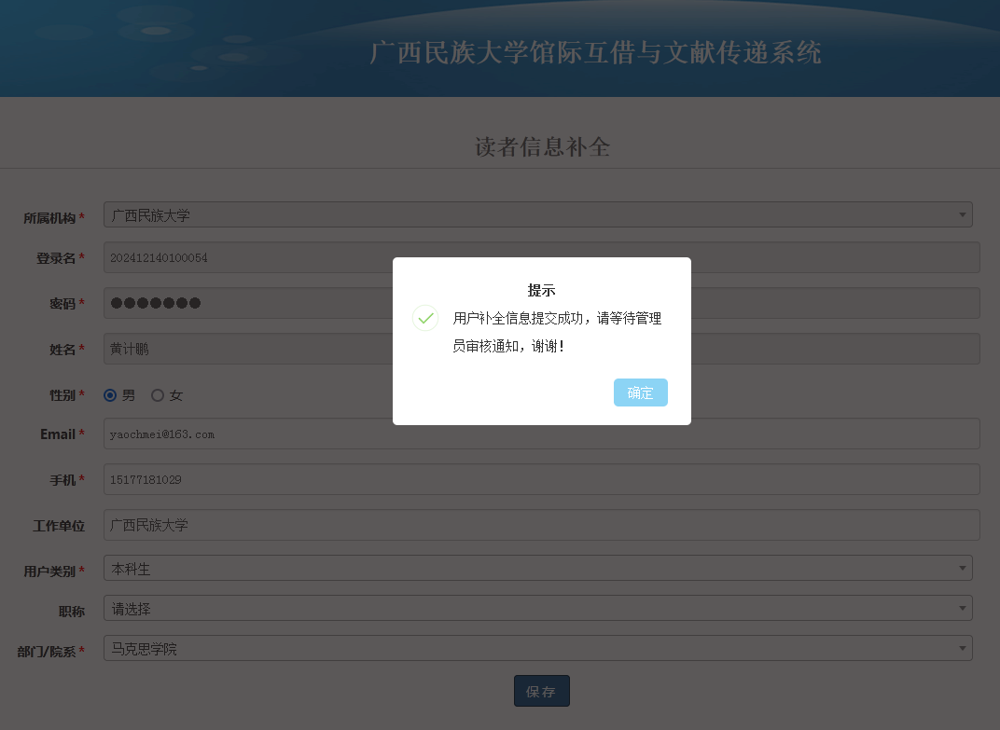 广西民族大学馆际互借与文献传递系统
读者信息补全
所属机构* 广西民族大学
登录名* 202412140100054
密码* ●●●●●●●
姓名* 黄计鹏
性别* 男 女
Email* yaochmei@163.com
手机* 15177181029
工作单位 广西民族大学
用户类别* 本科生
职称 请选择
部门/院系* 马克思学院
保存
提示
用户补全信息提交成功，请等待管理
员审核通知，谢谢！
确定